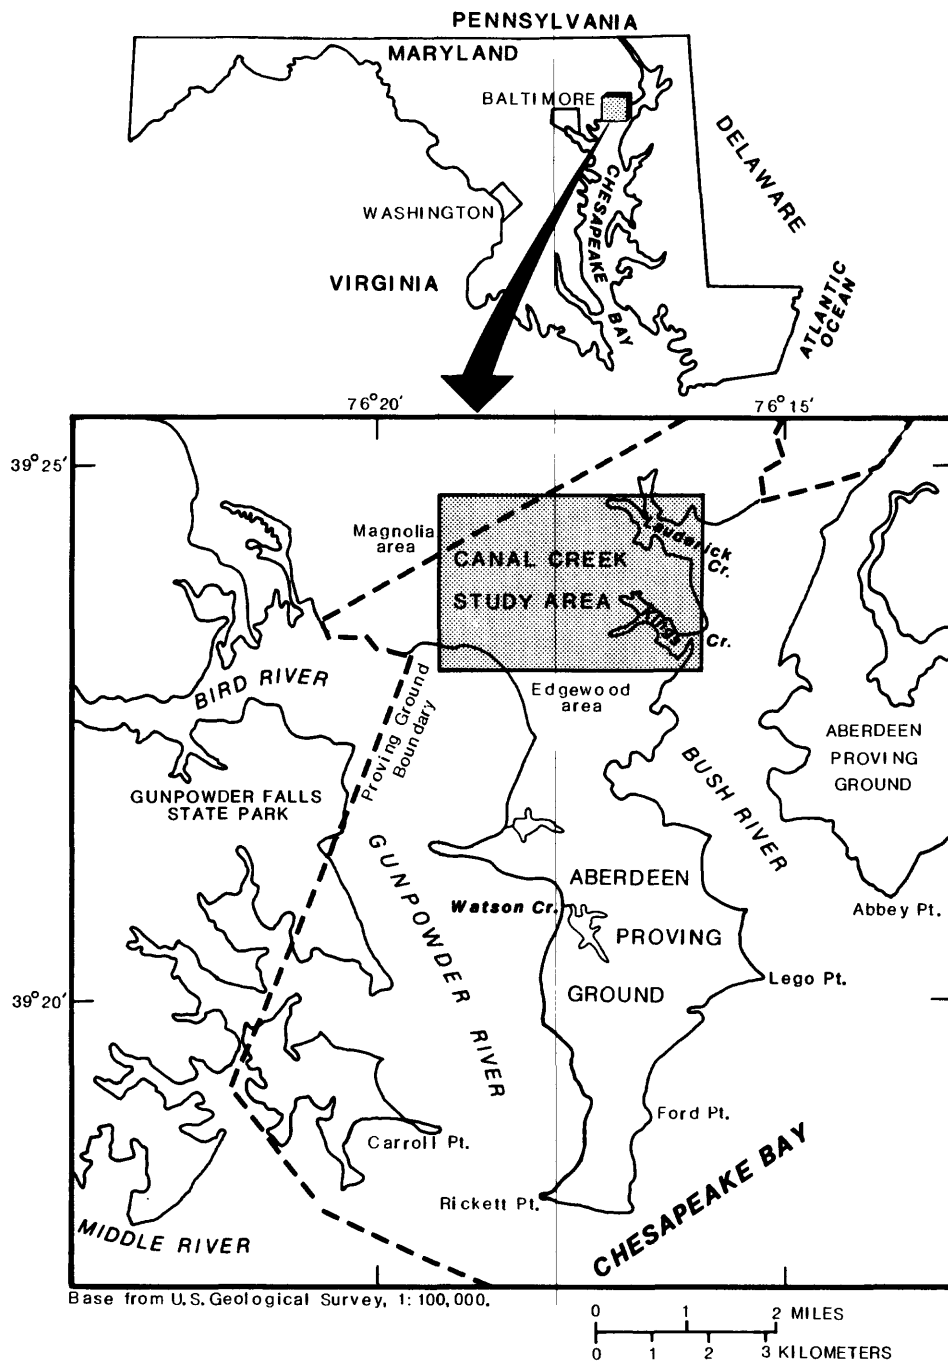 PENNSYLVANIA
MARYLAND
BALTIMORE
DELAWARE
CHESAPEAKE
BAY
WASHINGTON
VIRGINIA
ATLANTIC
OCEAN
76°20'
76°15'
39°25'
Magnolia
area
Lauderick
Cr.
CANAL CREEK
STUDY AREA
Kings
Cr.
Edgewood
area
BIRD RIVER
Proving Ground
Boundary
BUSH RIVER
ABERDEEN
PROVING
GROUND
GUNPOWDER FALLS
STATE PARK
GUNPOWDER RIVER
ABERDEEN
PROVING
GROUND
Watson Cr.
Abbey Pt.
Lego Pt.
39°20'
Ford Pt.
Carroll Pt.
Rickett Pt.
CHESAPEAKE BAY
MIDDLE RIVER
Base from U.S. Geological Survey, 1:100,000.
0 1 2 MILES
0 1 2 3 KILOMETERS